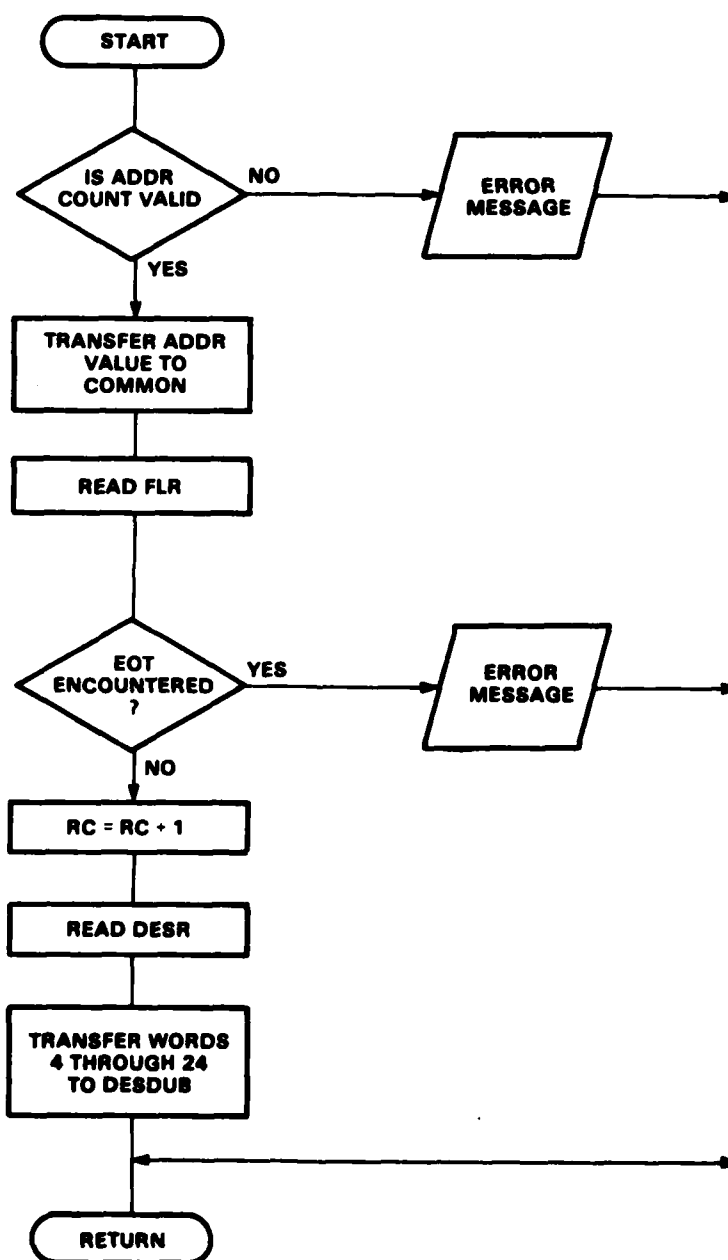 START
IS ADDR
COUNT VALID
NO
ERROR
MESSAGE
YES
TRANSFER ADDR
VALUE TO
COMMON
READ FLR
EOT
ENCOUNTERED
?
YES
ERROR
MESSAGE
NO
RC = RC + 1
READ DESR
TRANSFER WORDS
4 THROUGH 24
TO DESDUB
RETURN